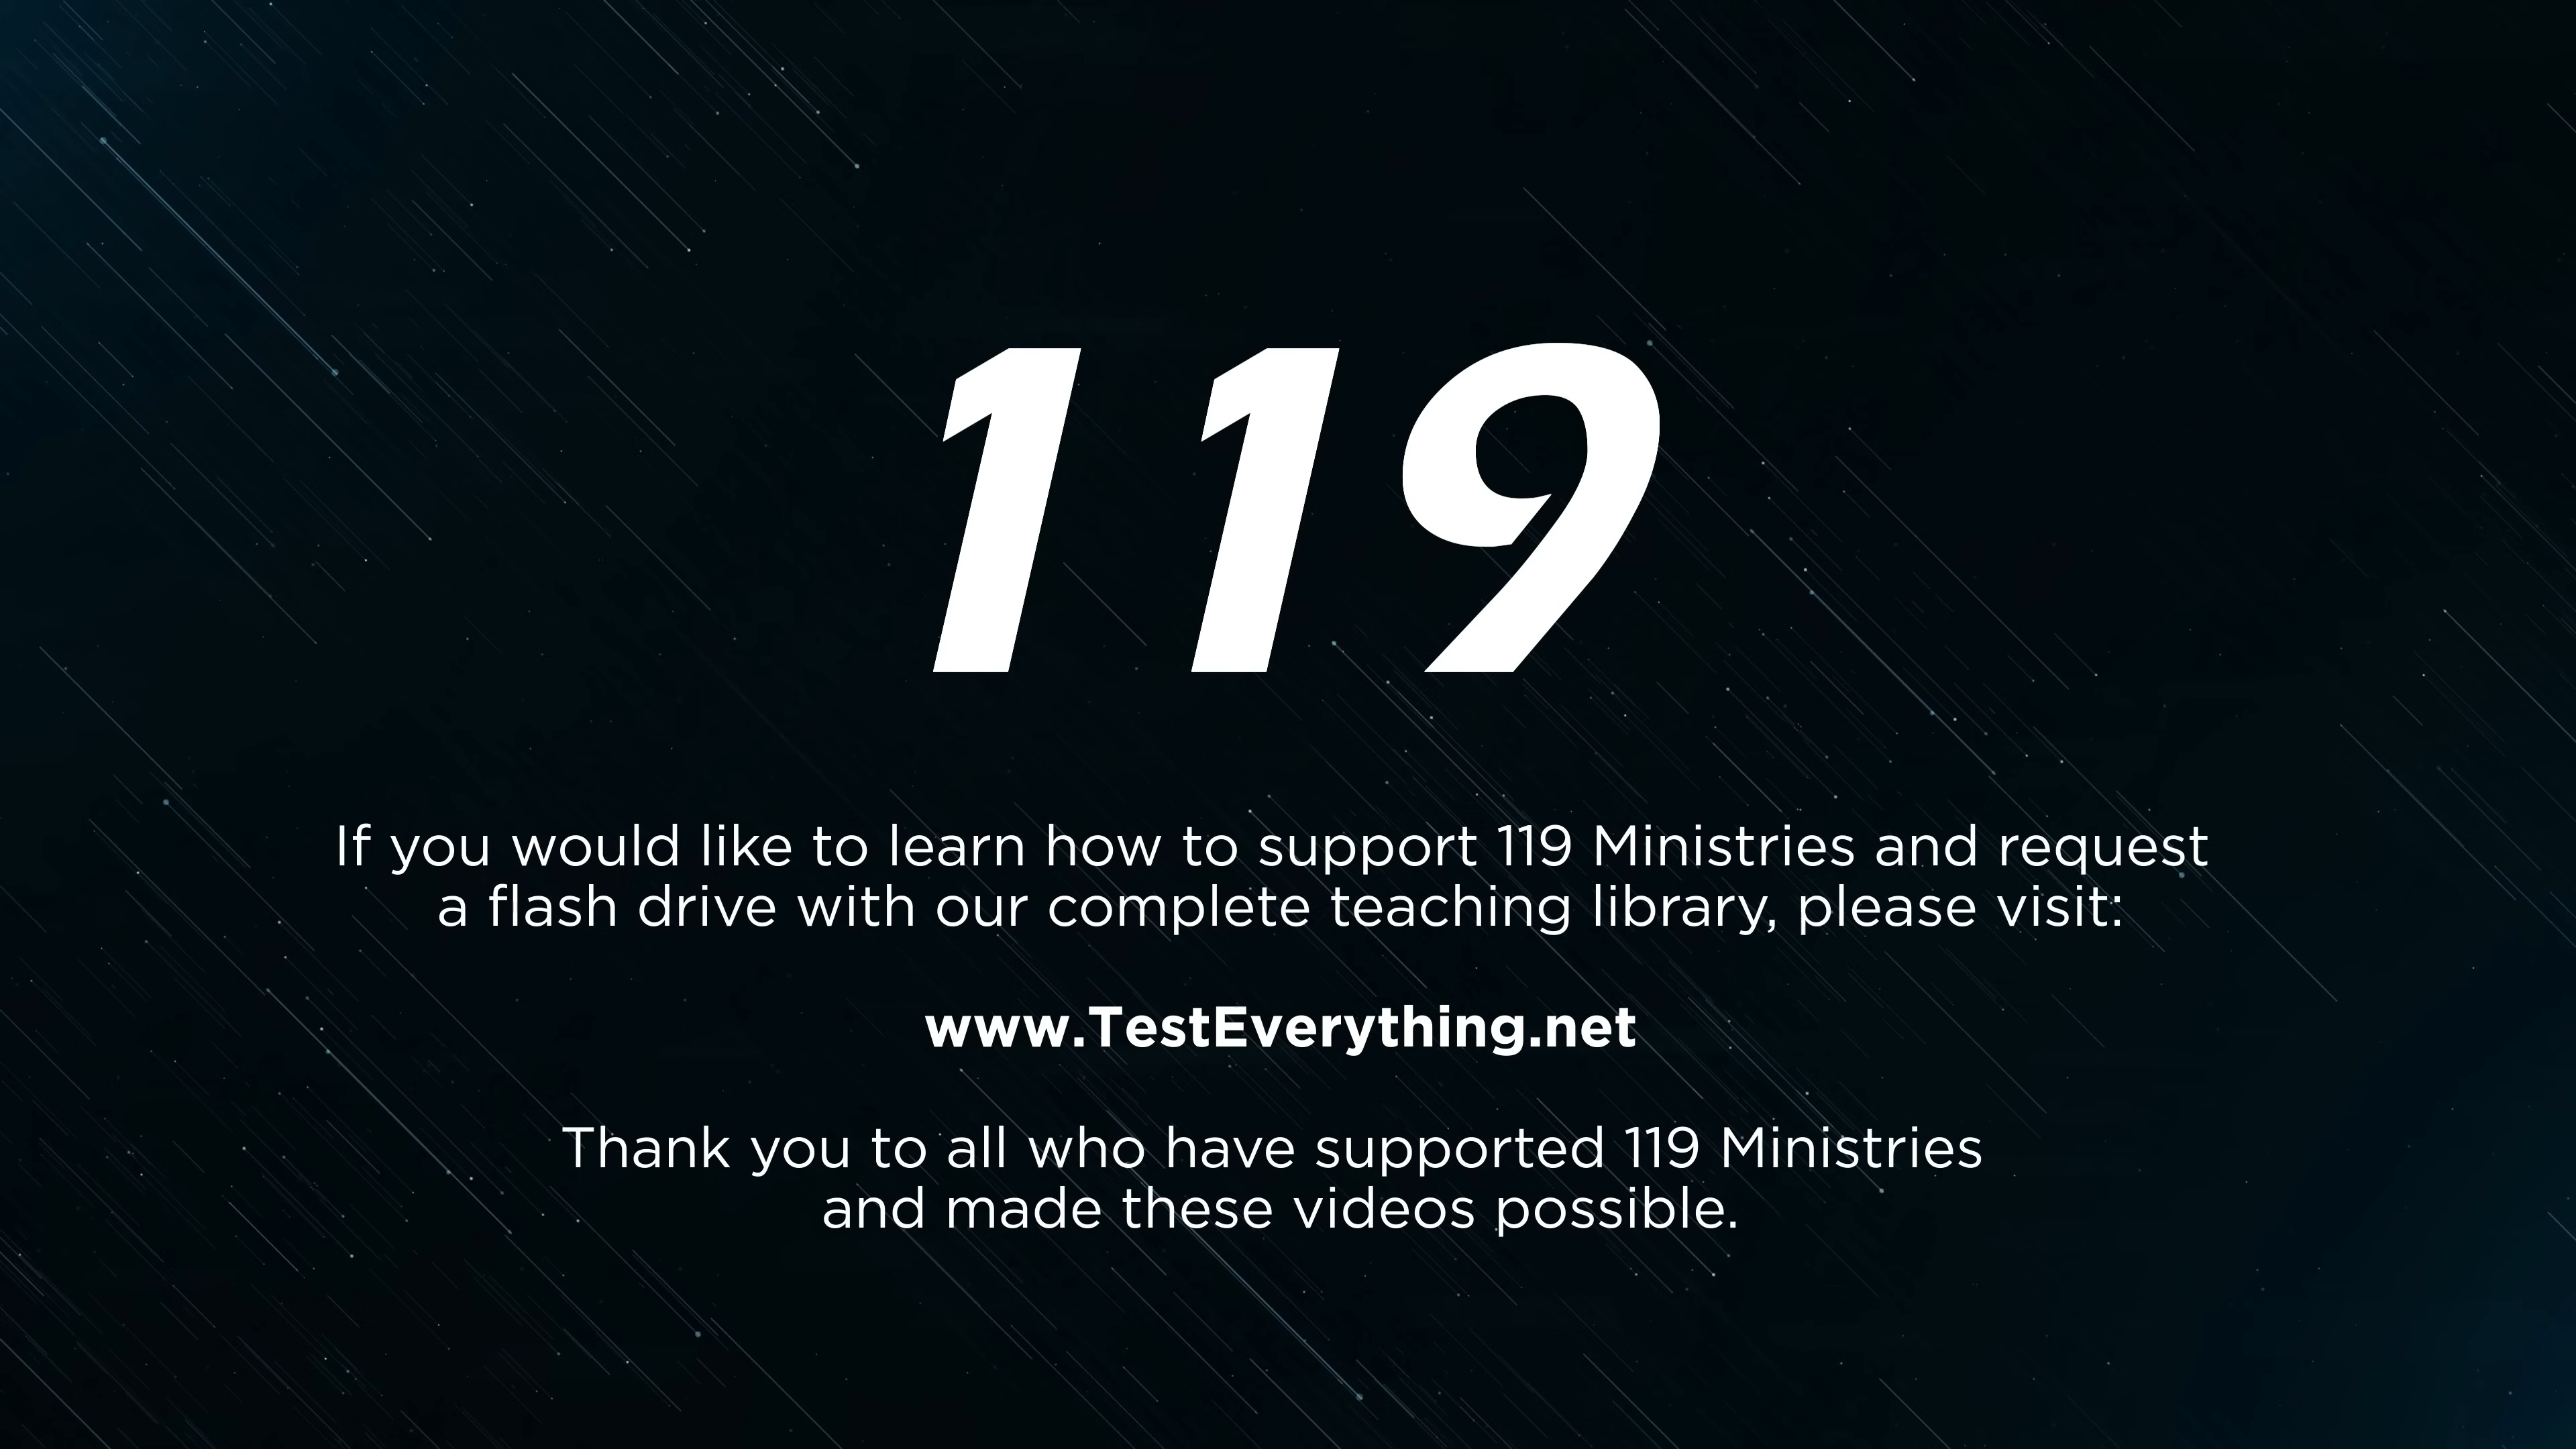 119
If you would like to learn how to support 119 Ministries and request
a flash drive with our complete teaching library, please visit:
www.TestEverything.net
Thank you to all who have supported 119 Ministries
and made these videos possible.